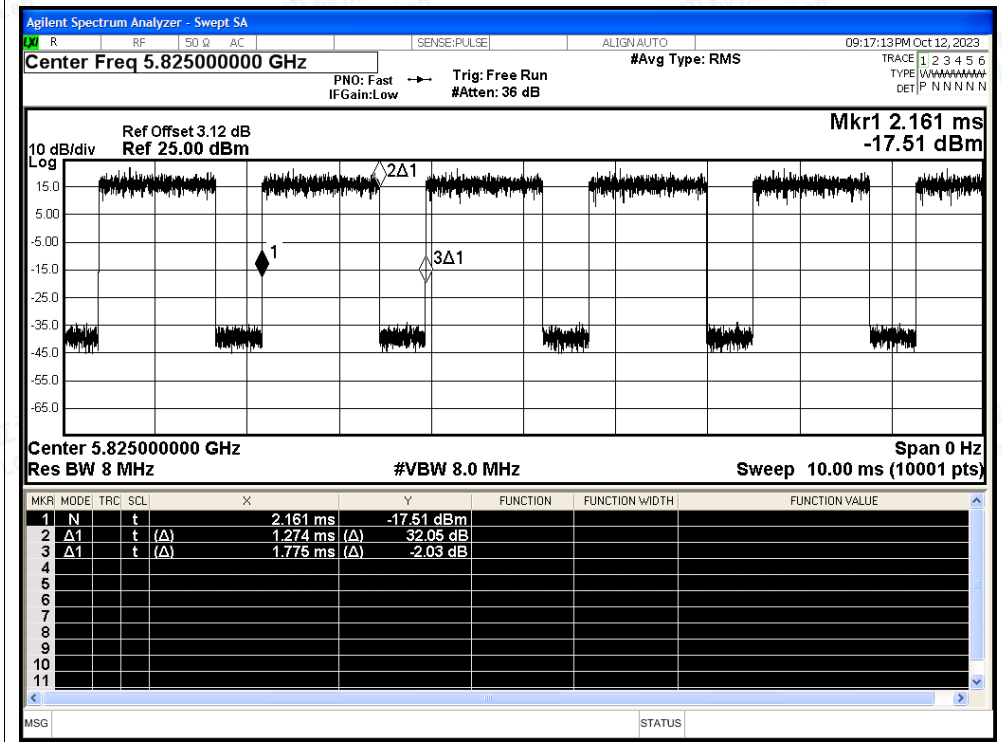 Agilent Spectrum Analyzer - Swept SA
LXI R RF 50 Ω AC SENSE:PULSE ALIGN AUTO 09:17:13 PM Oct 12, 2023
Center Freq 5.825000000 GHz #Avg Type: RMS TRACE 1 2 3 4 5 6
PNO: Fast Trig: Free Run TYPE WWWWWW
IFGain:Low #Atten: 36 dB DET P N N N N N
Mkr1 2.161 ms
-17.51 dBm
Ref Offset 3.12 dB
10 dB/div Ref 25.00 dBm
Log
2Δ1
15.0
5.00
-5.00
1
3Δ1
-15.0
-25.0
-35.0
-45.0
-55.0
-65.0
Center 5.825000000 GHz Span 0 Hz
Res BW 8 MHz #VBW 8.0 MHz Sweep 10.00 ms (10001 pts)
MKR MODE TRC SCL X Y FUNCTION FUNCTION WIDTH FUNCTION VALUE
1 N t 2.161 ms -17.51 dBm
2 Δ1 t (Δ) 1.274 ms (Δ) 32.05 dB
3 Δ1 t (Δ) 1.775 ms (Δ) -2.03 dB
4
5
6
7
8
9
10
11
MSG STATUS